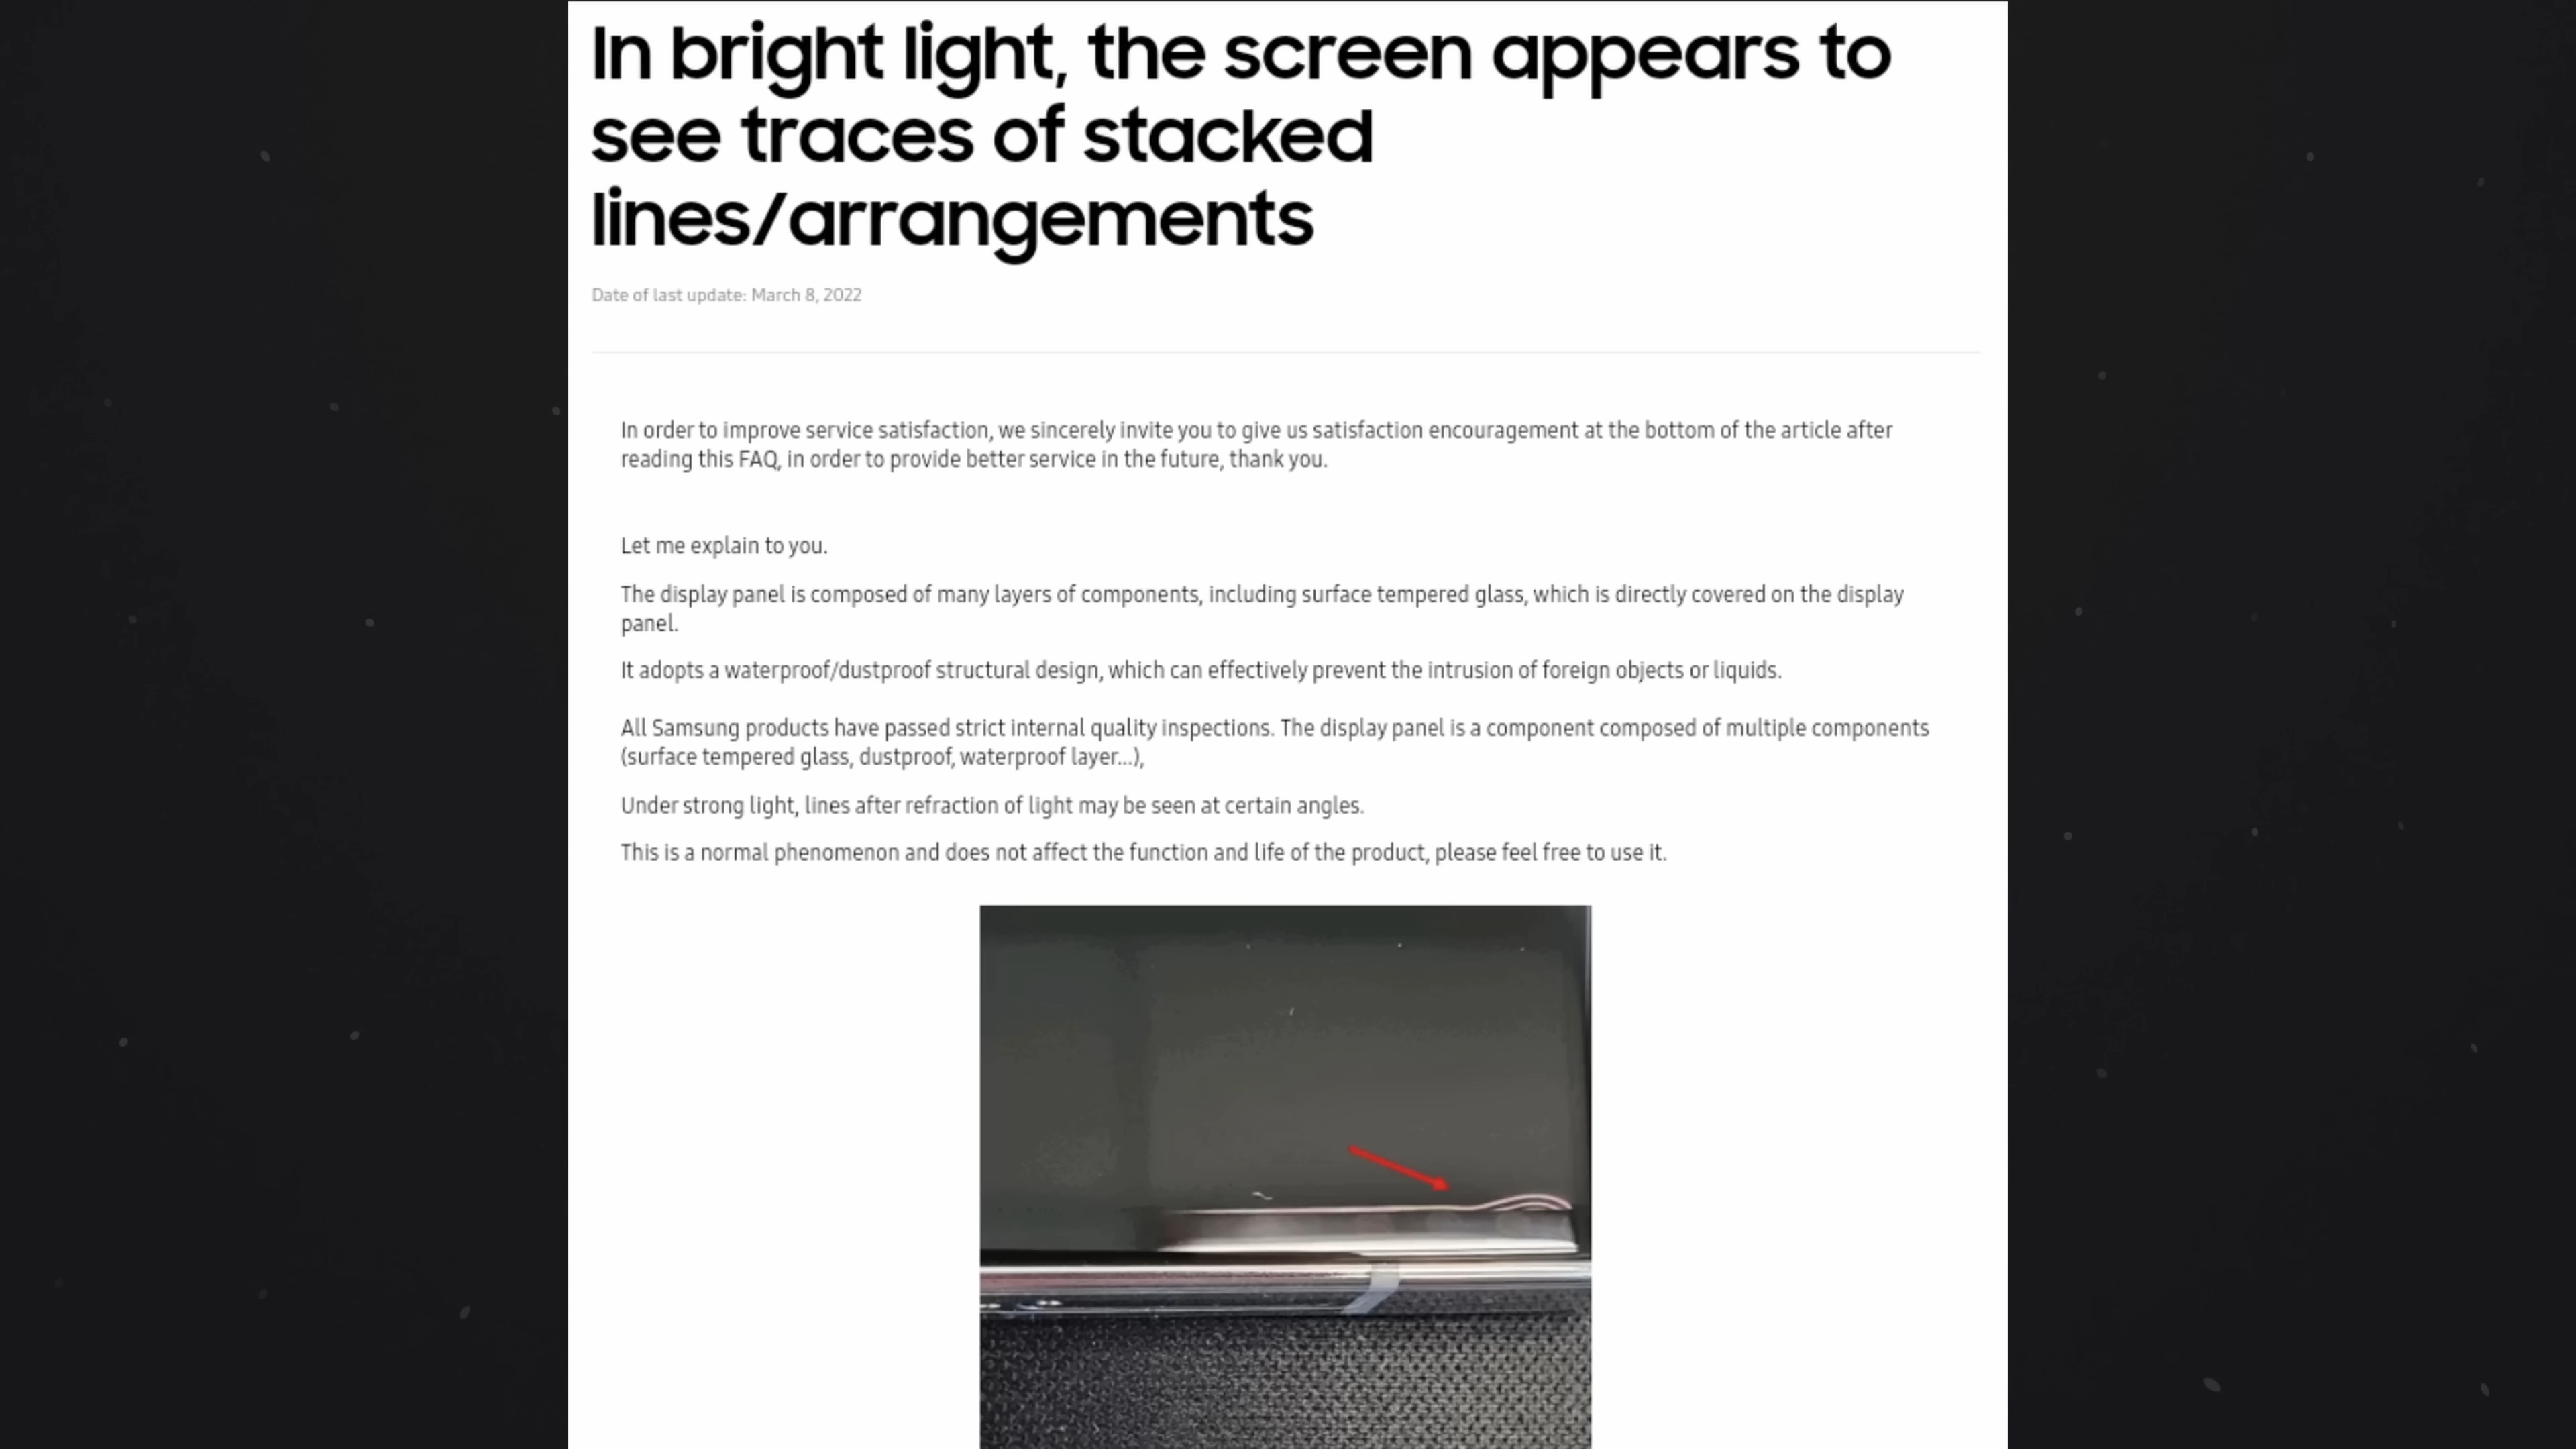 In bright light, the screen appears to
see traces of stacked
lines/arrangements
Date of last update: March 8, 2022
In order to improve service satisfaction, we sincerely invite you to give us satisfaction encouragement at the bottom of the article after
reading this FAQ, in order to provide better service in the future, thank you.
Let me explain to you.
The display panel is composed of many layers of components, including surface tempered glass, which is directly covered on the display
panel.
It adopts a waterproof/dustproof structural design, which can effectively prevent the intrusion of foreign objects or liquids.
All Samsung products have passed strict internal quality inspections. The display panel is a component composed of multiple components
(surface tempered glass, dustproof, waterproof layer...),
Under strong light, lines after refraction of light may be seen at certain angles.
This is a normal phenomenon and does not affect the function and life of the product, please feel free to use it.